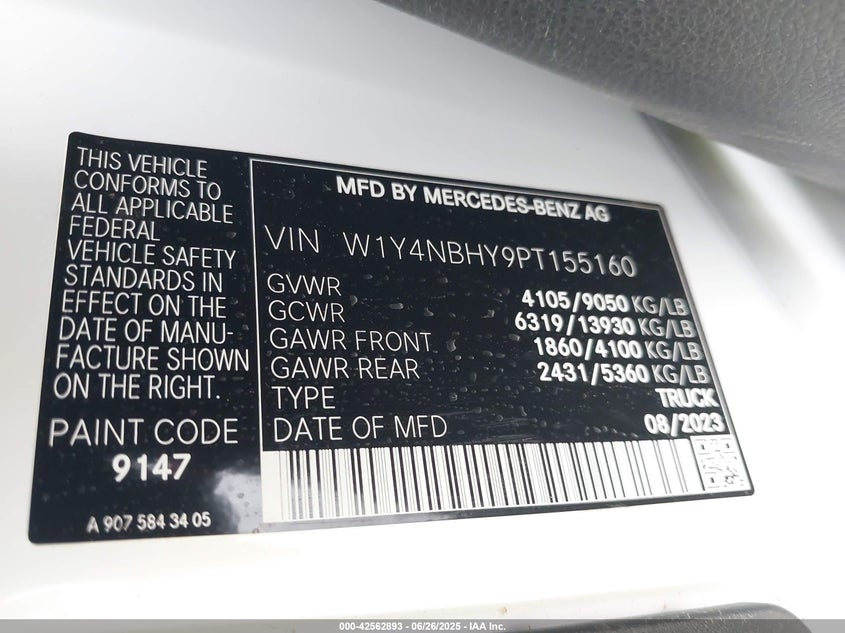 THIS VEHICLE
CONFORMS TO
ALL APPLICABLE
FEDERAL
VEHICLE SAFETY
STANDARDS IN
EFFECT ON THE
DATE OF MANU-
FACTURE SHOWN
ON THE RIGHT.
PAINT CODE
9147
A 907 584 34 05
MFD BY MERCEDES-BENZ AG
VIN W1Y4NBHY9PT155160
GVWR 4105/9050 KG/LB
GCWR 6319/13930 KG/LB
GAWR FRONT 1860/4100 KG/LB
GAWR REAR 2431/5360 KG/LB
TYPE TRUCK
DATE OF MFD 08/2023
000-42562893 - 06/26/2025 - IAA Inc.